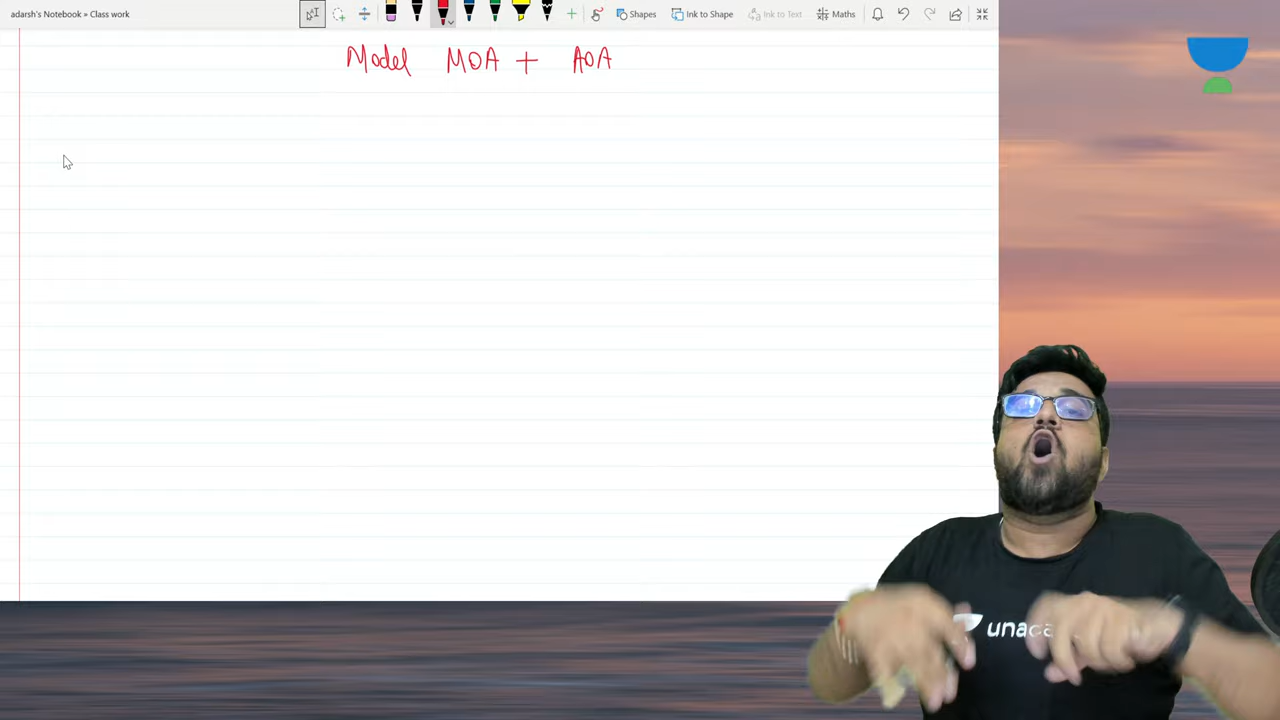 adarsh's Notebook » Class work
Shapes
Ink to Shape
Ink to Text
Maths
Model MOA + AOA
unaca